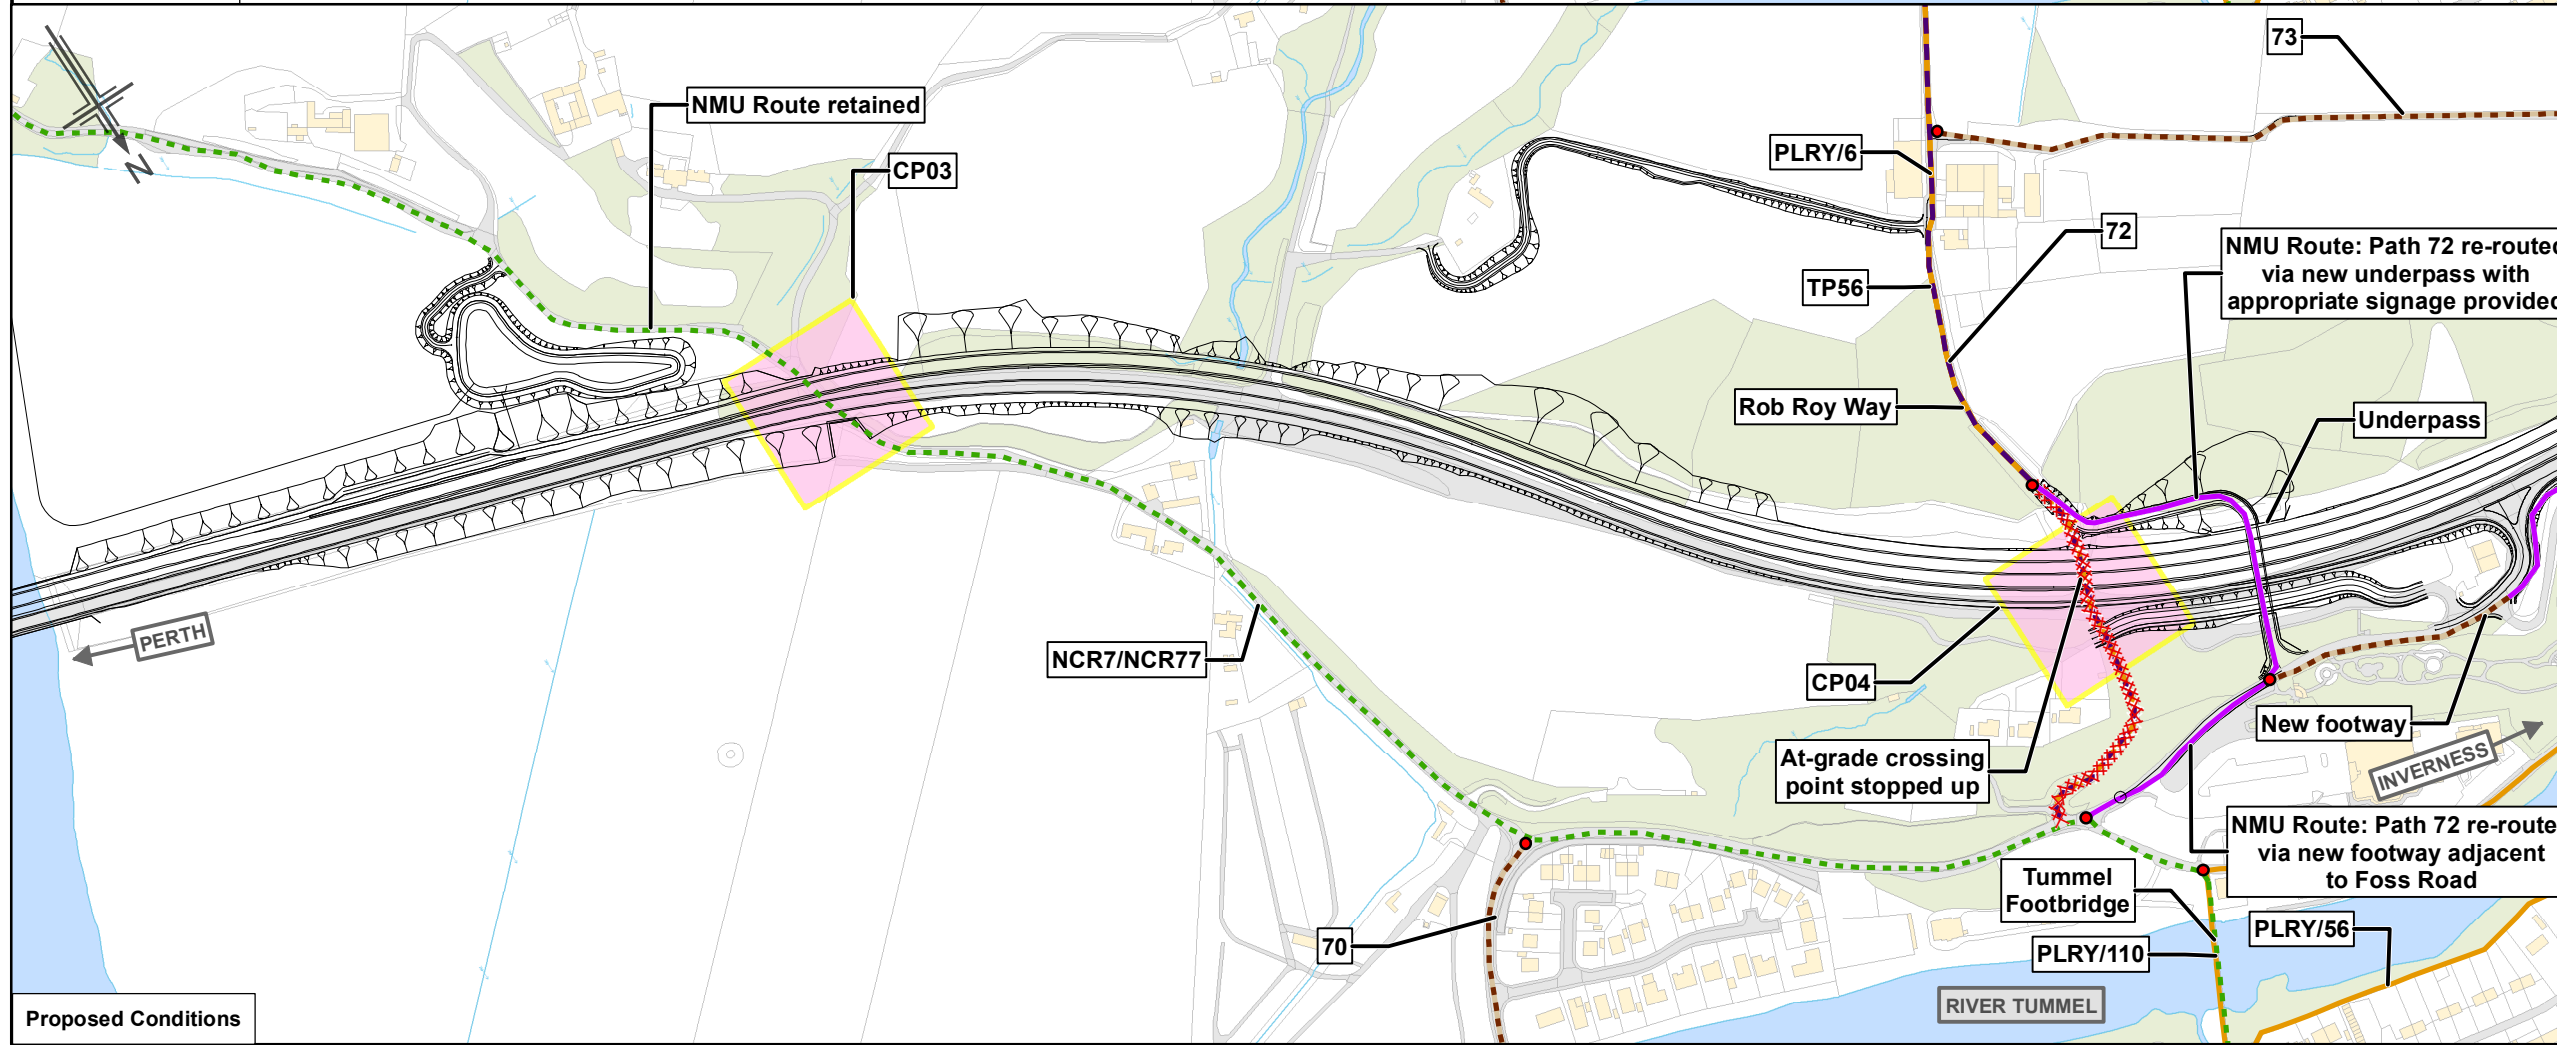 73
NMU Route retained
PLRY/6
CP03
N
72
NMU Route: Path 72 re-routed
via new underpass with
appropriate signage provided
TP56
Rob Roy Way
Underpass
PERTH
NCR7/NCR77
CP04
New footway
At-grade crossing
point stopped up
INVERNESS
NMU Route: Path 72 re-route
via new footway adjacent
to Foss Road
Tummel
Footbridge
70
PLRY/56
PLRY/110
RIVER TUMMEL
Proposed Conditions